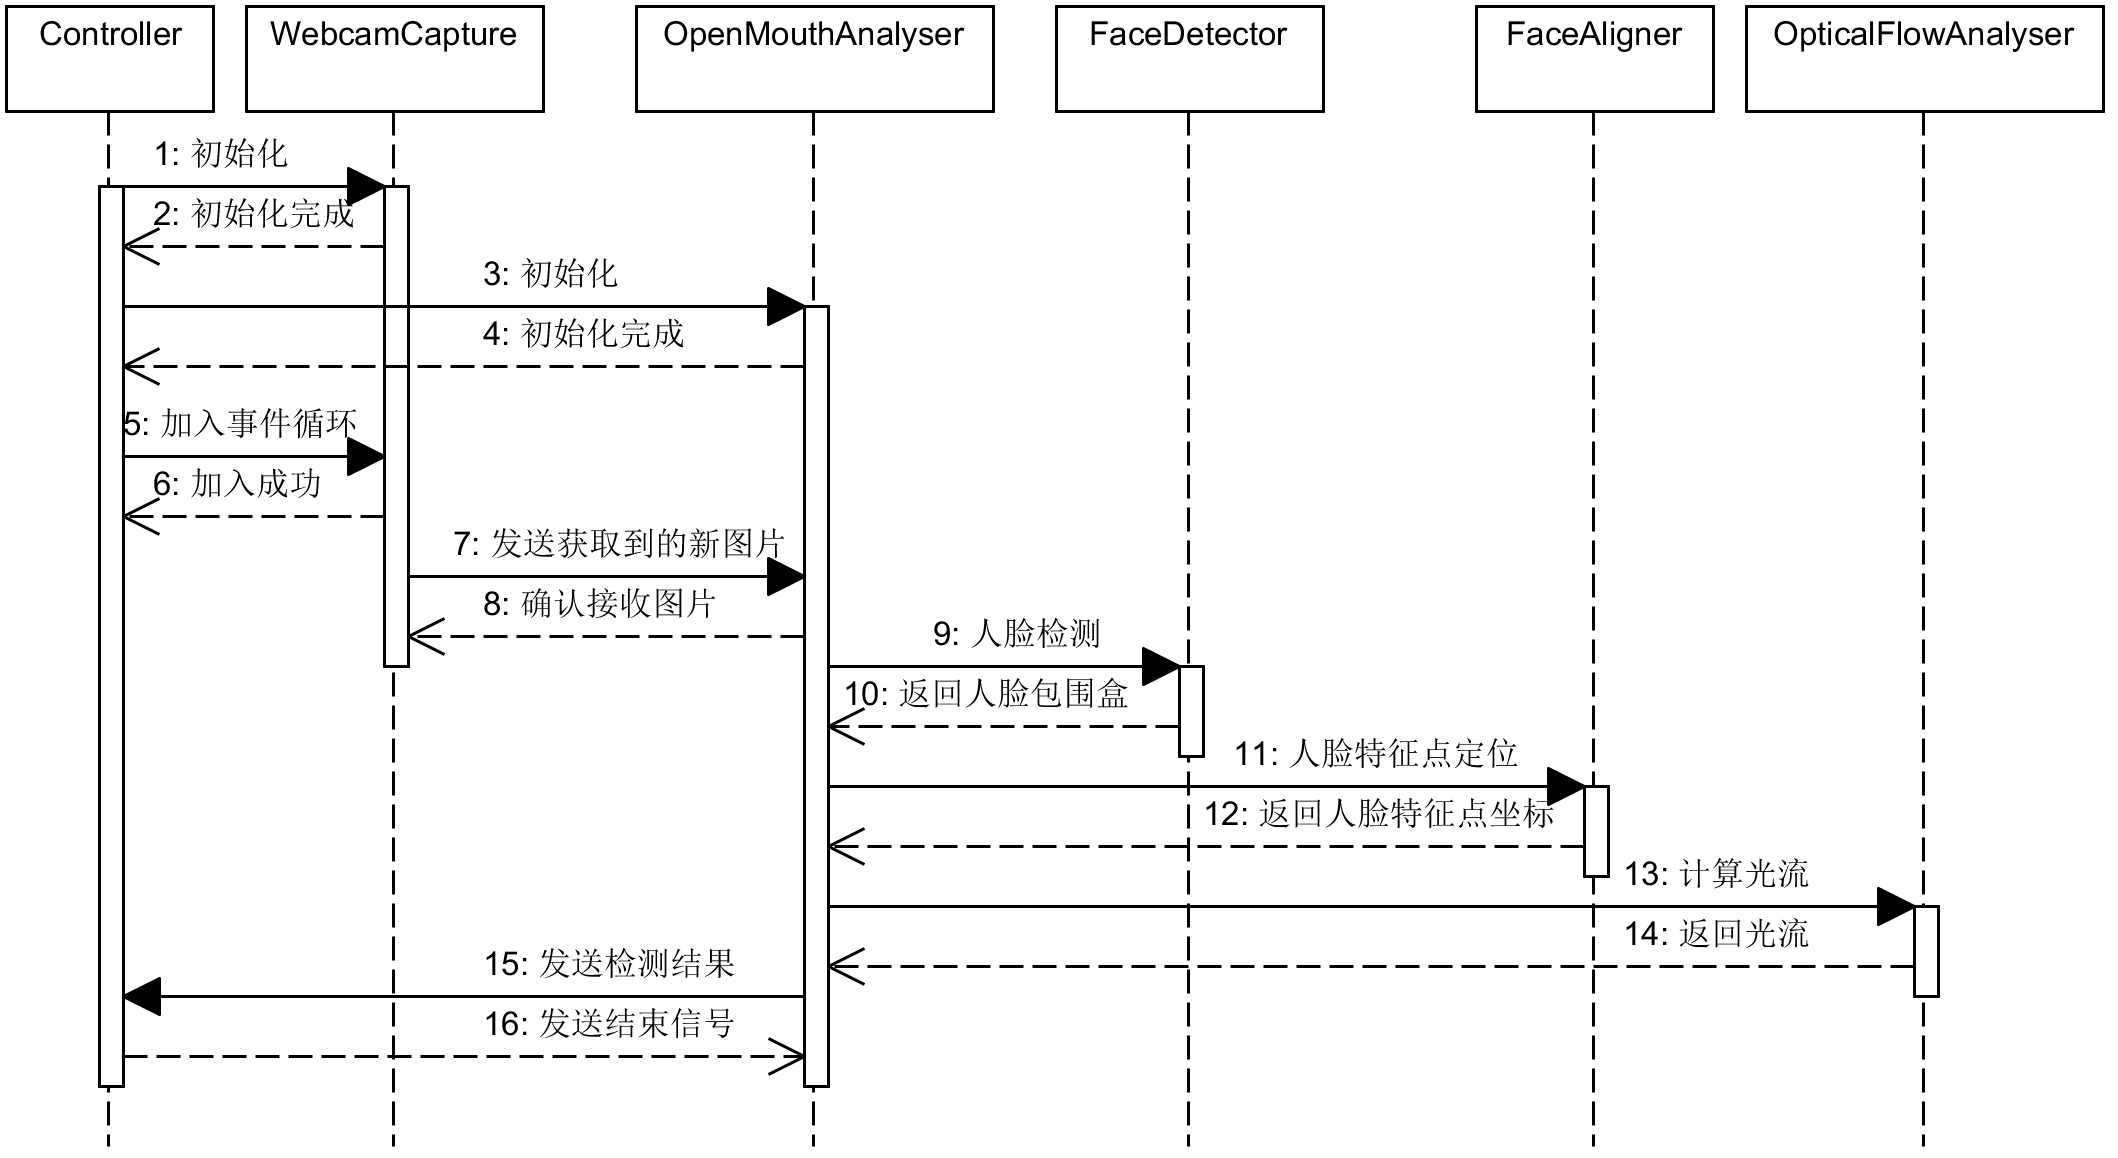 Controller
WebcamCapture
OpenMouthAnalyser
FaceDetector
FaceAligner
OpticalFlowAnalyser
1: 初始化
2: 初始化完成
3: 初始化
4: 初始化完成
5: 加入事件循环
6: 加入成功
7: 发送获取到的新图片
8: 确认接收图片
9: 人脸检测
10: 返回人脸包围盒
11: 人脸特征点定位
12: 返回人脸特征点坐标
13: 计算光流
14: 返回光流
15: 发送检测结果
16: 发送结束信号